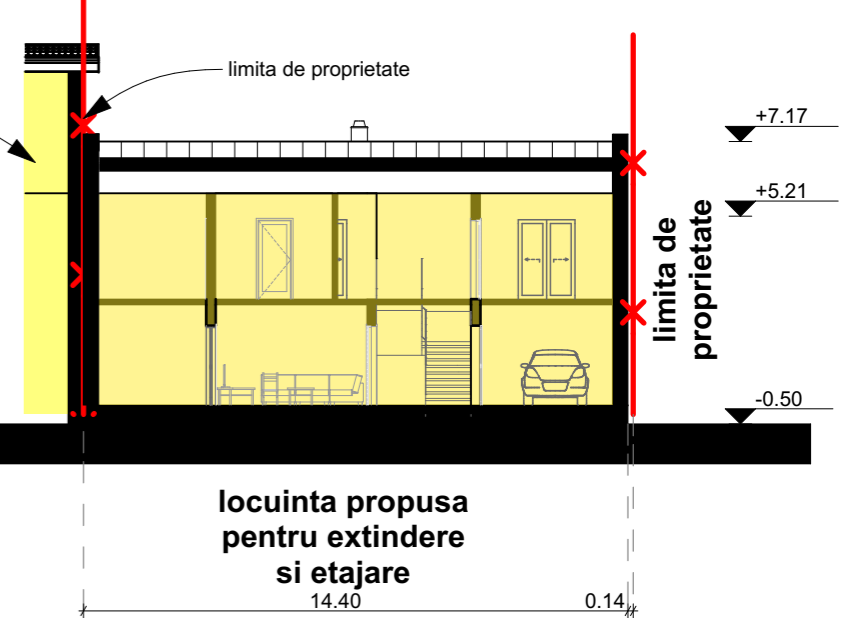 limita de proprietate
+7.17
+5.21
limita de
proprietate
-0.50
locuinta propusa
pentru extindere
si etajare
14.40
0.14